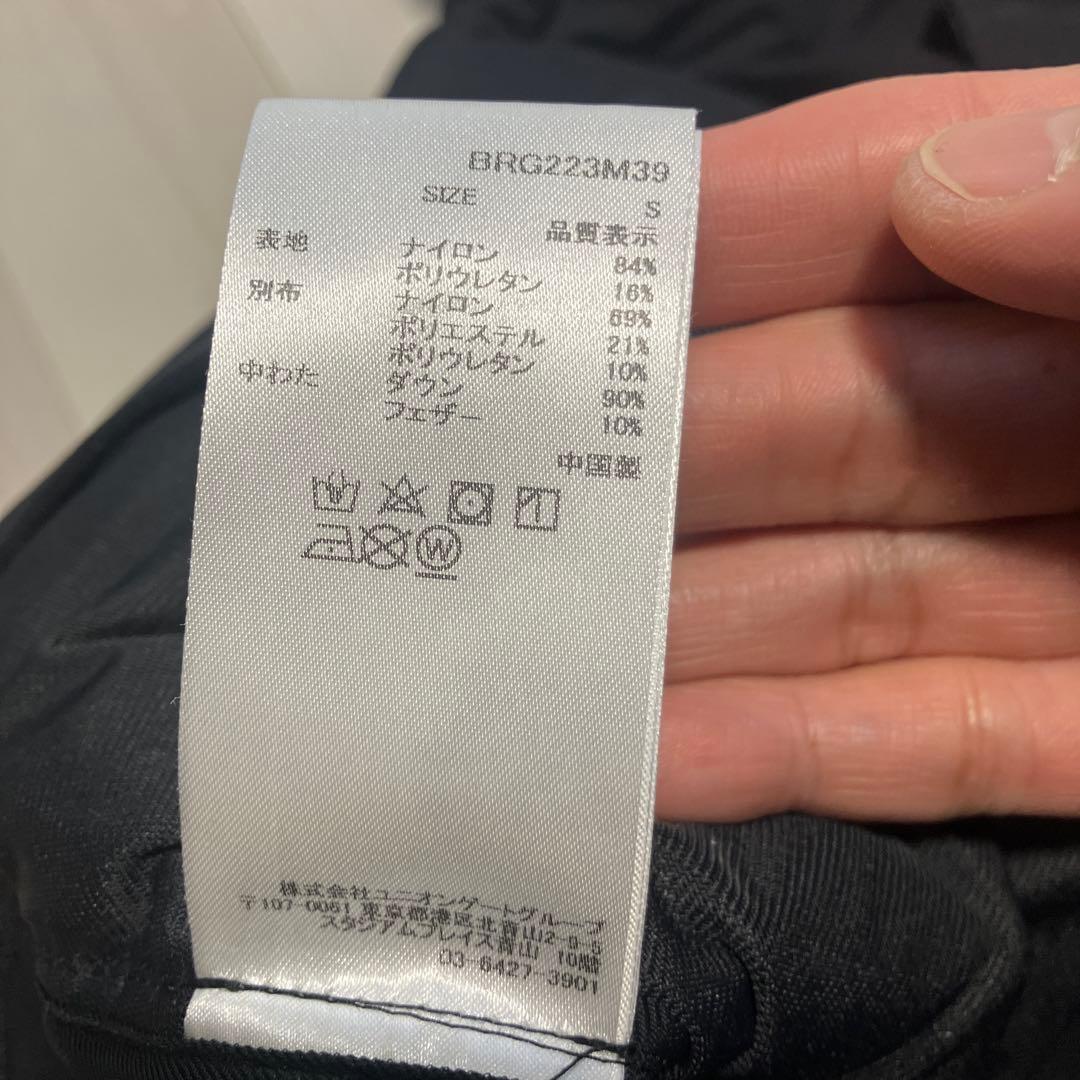 BRG223M39
SIZE S
品質表示
表地 ナイロン 84%
ポリウレタン 16%
別布 ナイロン 69%
ポリエステル 21%
ポリウレタン 10%
中わた ダウン 90%
フェザー 10%
中国製
W
株式会社ユニオンゲートグループ
〒107-0061 東京都港区北青山2-9-5
スタジアムプレイス青山 10階
03-6427-3901